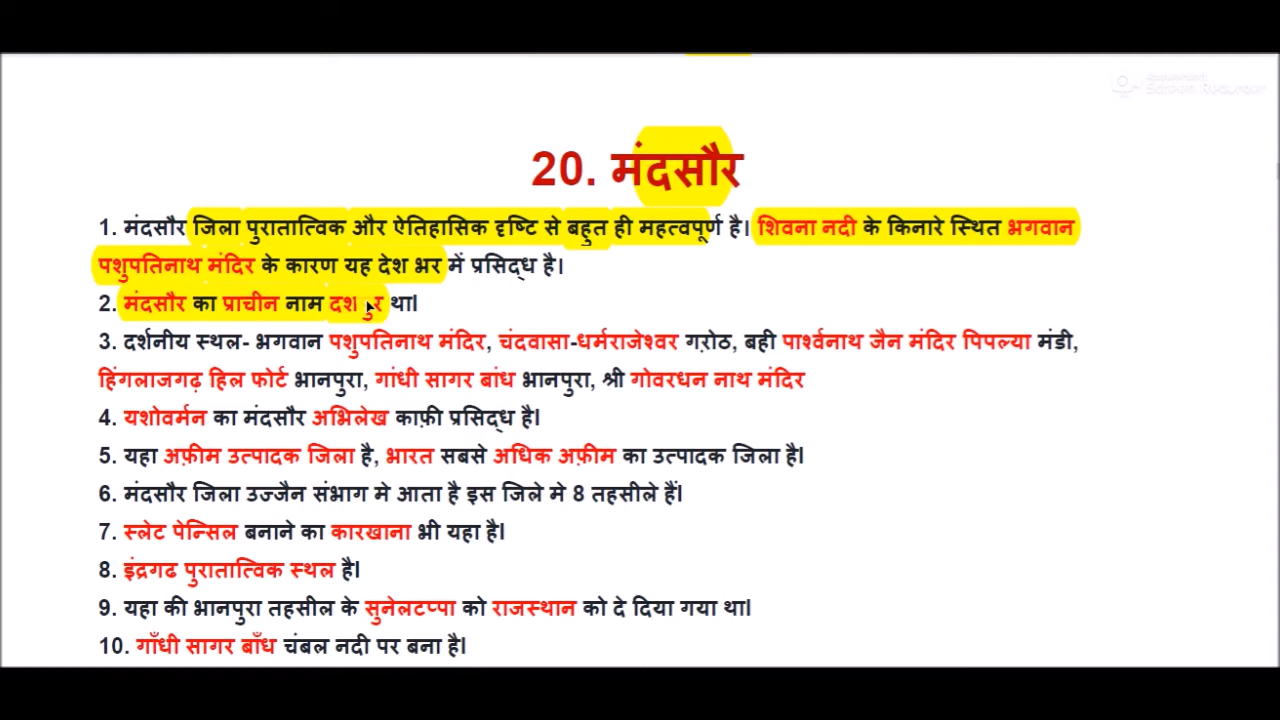 20. मंदसौर
1. मंदसौर जिला पुरातात्विक और ऐतिहासिक दृष्टि से बहुत ही महत्वपूर्ण है। शिवना नदी के किनारे स्थित भगवान
पशुपतिनाथ मंदिर के कारण यह देश भर में प्रसिद्ध है।
2. मंदसौर का प्राचीन नाम दशपुर थाl
3. दर्शनीय स्थल- भगवान पशुपतिनाथ मंदिर, चंदवासा-धर्मराजेश्वर गऱोठ, बही पार्श्वनाथ जैन मंदिर पिपल्या मंडी,
हिंगलाजगढ़ हिल फोर्ट भानपुरा, गांधी सागर बांध भानपुरा, श्री गोवरधन नाथ मंदिर
4. यशोवर्मन का मंदसौर अभिलेख काफ़ी प्रसिद्ध हैl
5. यहा अफ़ीम उत्पादक जिला है, भारत सबसे अधिक अफ़ीम का उत्पादक जिला हैl
6. मंदसौर जिला उज्जैन संभाग मे आता है इस जिले मे 8 तहसीले हैंl
7. स्लेट पेन्सिल बनाने का कारखाना भी यहा हैl
8. इंद्रगढ पुरातात्विक स्थल हैl
9. यहा की भानपुरा तहसील के सुनेलटप्पा को राजस्थान को दे दिया गया थाl
10. गाँधी सागर बाँध चंबल नदी पर बना हैl